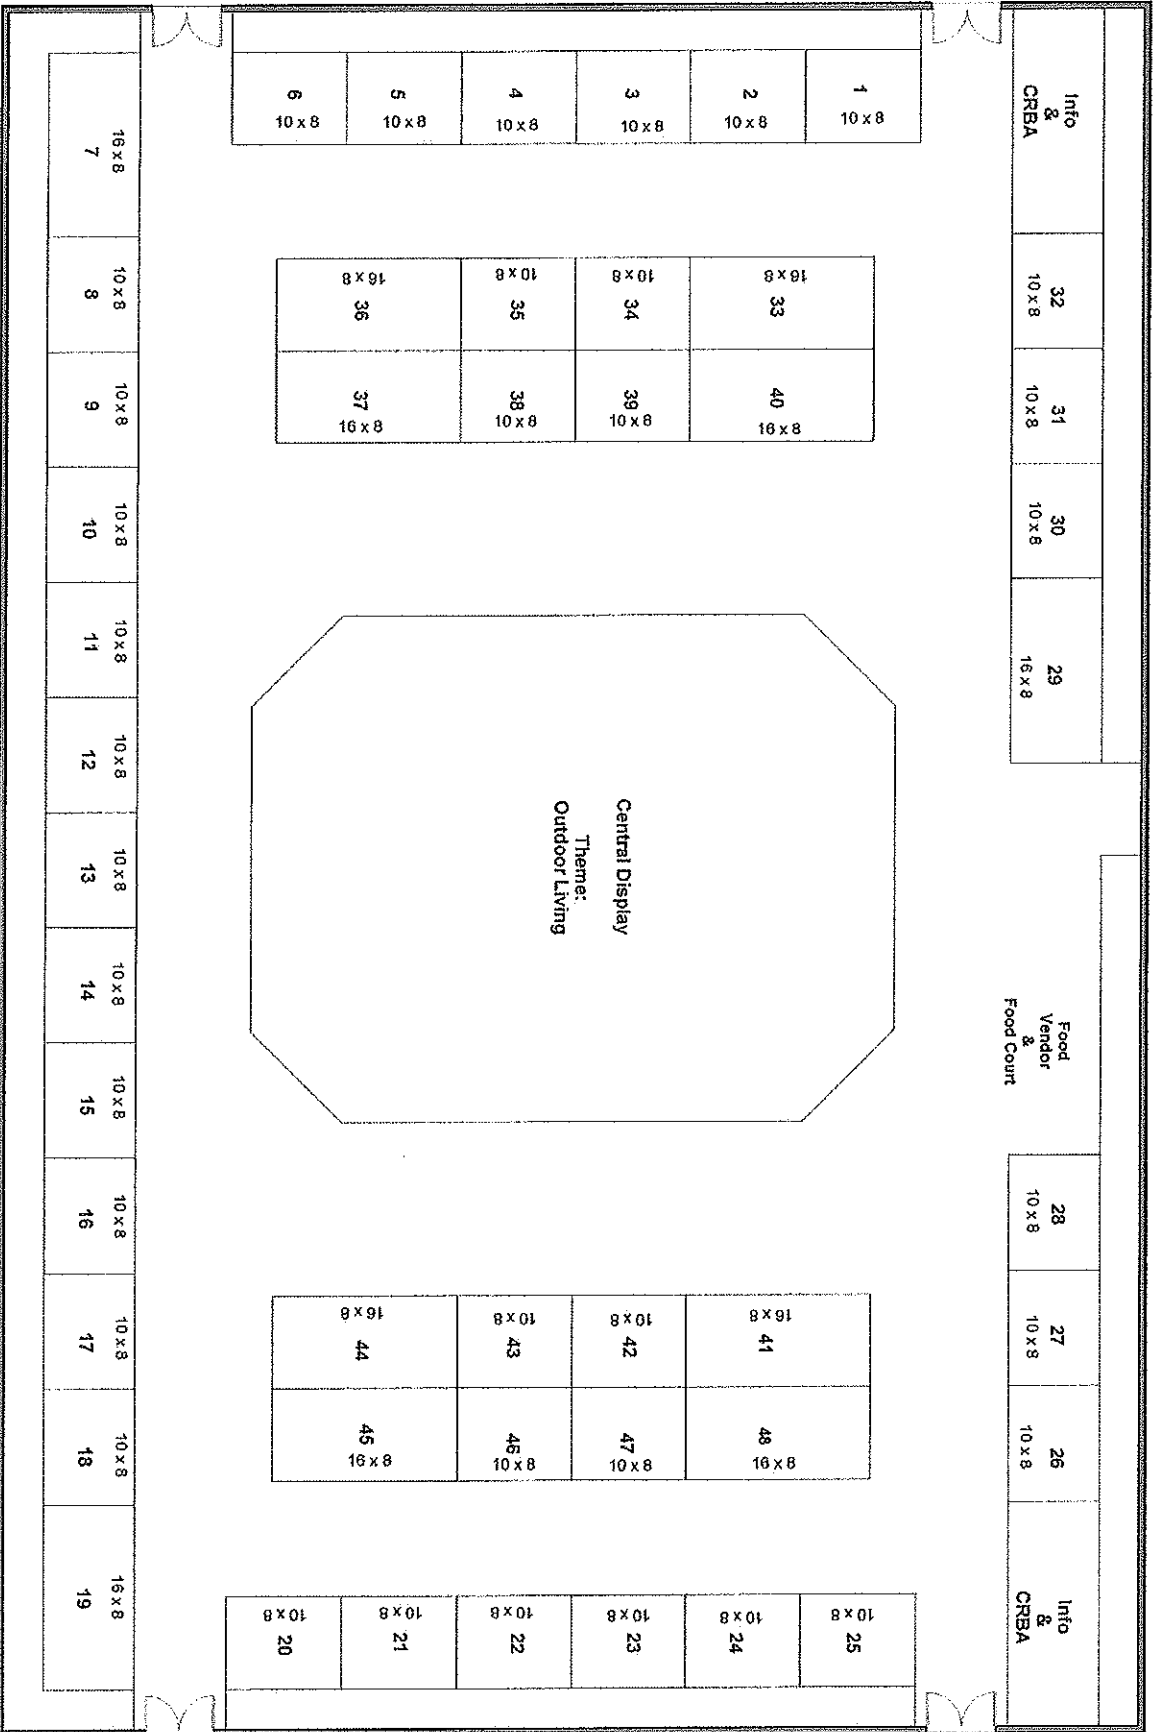 1
10 x 8
2
10 x 8
3
10 x 8
4
10 x 8
5
10 x 8
6
10 x 8
Info
&
CRBA
16 x 8
7
10 x 8
8
10 x 8
9
10 x 8
10
10 x 8
11
10 x 8
12
10 x 8
13
10 x 8
14
10 x 8
15
10 x 8
16
10 x 8
17
10 x 8
18
16 x 8
19
10 x 8
20
10 x 8
21
10 x 8
22
10 x 8
23
10 x 8
24
10 x 8
25
Info
&
CRBA
26
10 x 8
27
10 x 8
28
10 x 8
Food
Vendor
&
Food Court
29
16 x 8
30
10 x 8
31
10 x 8
32
10 x 8
16 x 8
33
10 x 8
34
10 x 8
35
16 x 8
36
37
16 x 8
38
10 x 8
39
10 x 8
40
16 x 8
Central Display
Theme:
Outdoor Living
16 x 8
41
10 x 8
42
10 x 8
43
16 x 8
44
45
16 x 8
46
10 x 8
47
10 x 8
48
16 x 8